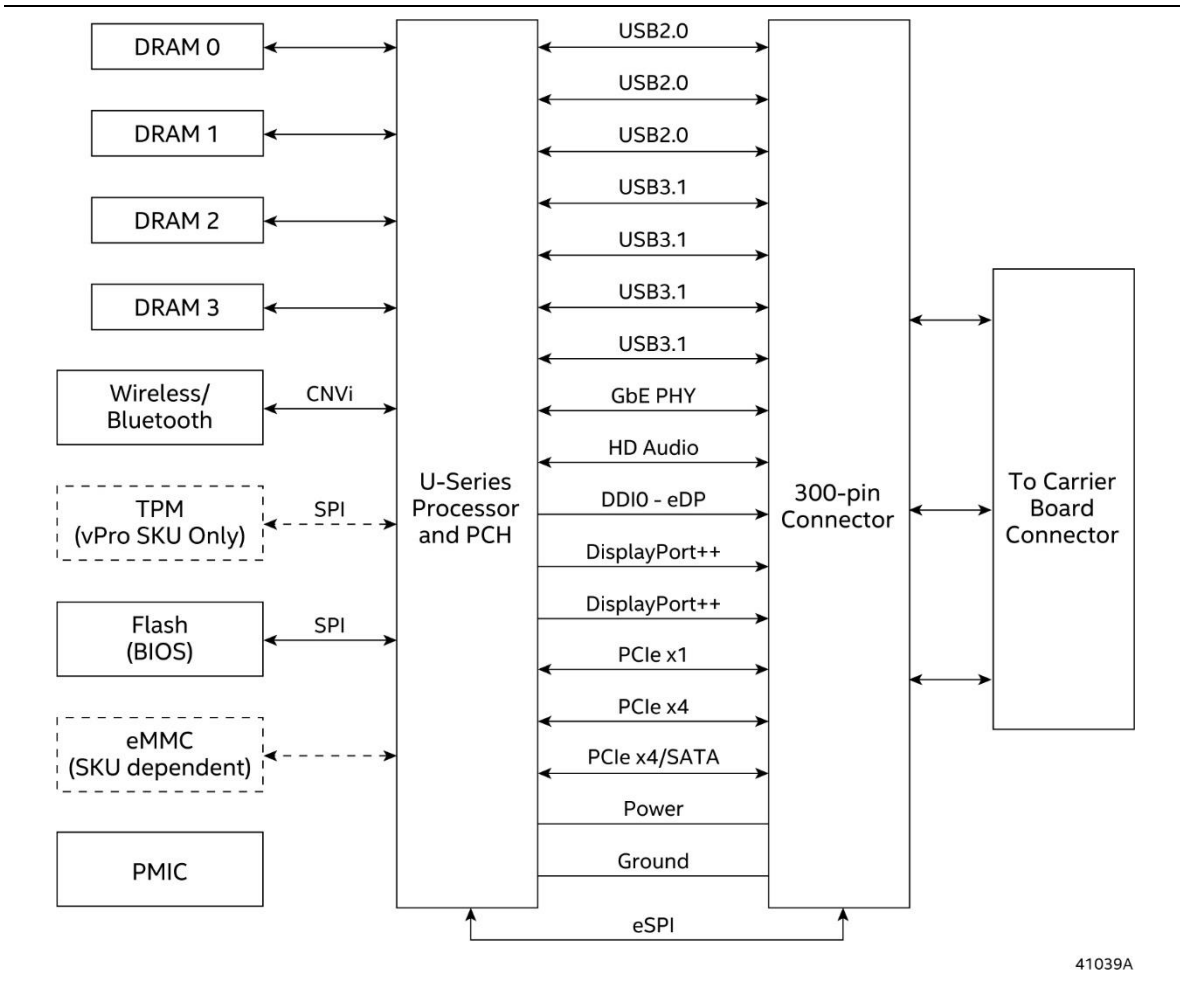 DRAM 0
DRAM 1
DRAM 2
DRAM 3
Wireless/
Bluetooth
CNVi
TPM
(vPro SKU Only)
SPI
Flash
(BIOS)
SPI
eMMC
(SKU dependent)
PMIC
U-Series
Processor
and PCH
USB2.0
USB2.0
USB2.0
USB3.1
USB3.1
USB3.1
USB3.1
GbE PHY
HD Audio
DDI0 - eDP
DisplayPort++
DisplayPort++
PCIe x1
PCIe x4
PCIe x4/SATA
Power
Ground
eSPI
300-pin
Connector
To Carrier
Board
Connector
41039A